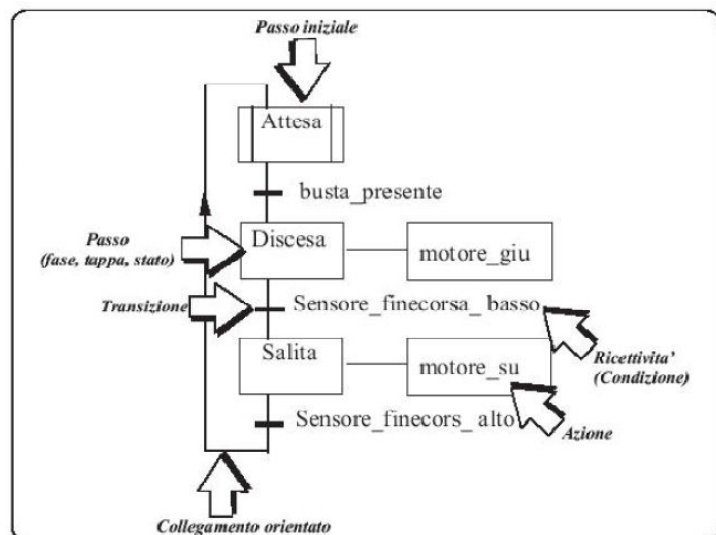 Passo iniziale
Attesa
busta_presente
Passo
(fase, tappa, stato)
Discesa
motore_giu
Transizione
Sensore_finecorsa_basso
Salita
motore_su
Ricettivita'
(Condizione)
Sensore_finecors_alto
Azione
Collegamento orientato